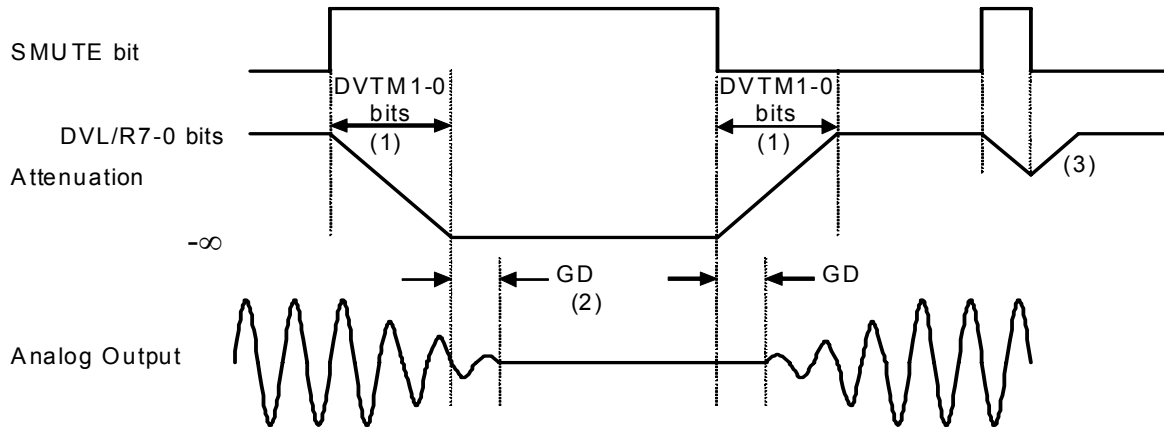 SMUTE bit
DVTM1-0
bits
(1)
DVTM1-0
bits
(1)
DVL/R7-0 bits
Attenuation
(3)
-∞
GD
(2)
GD
Analog Output